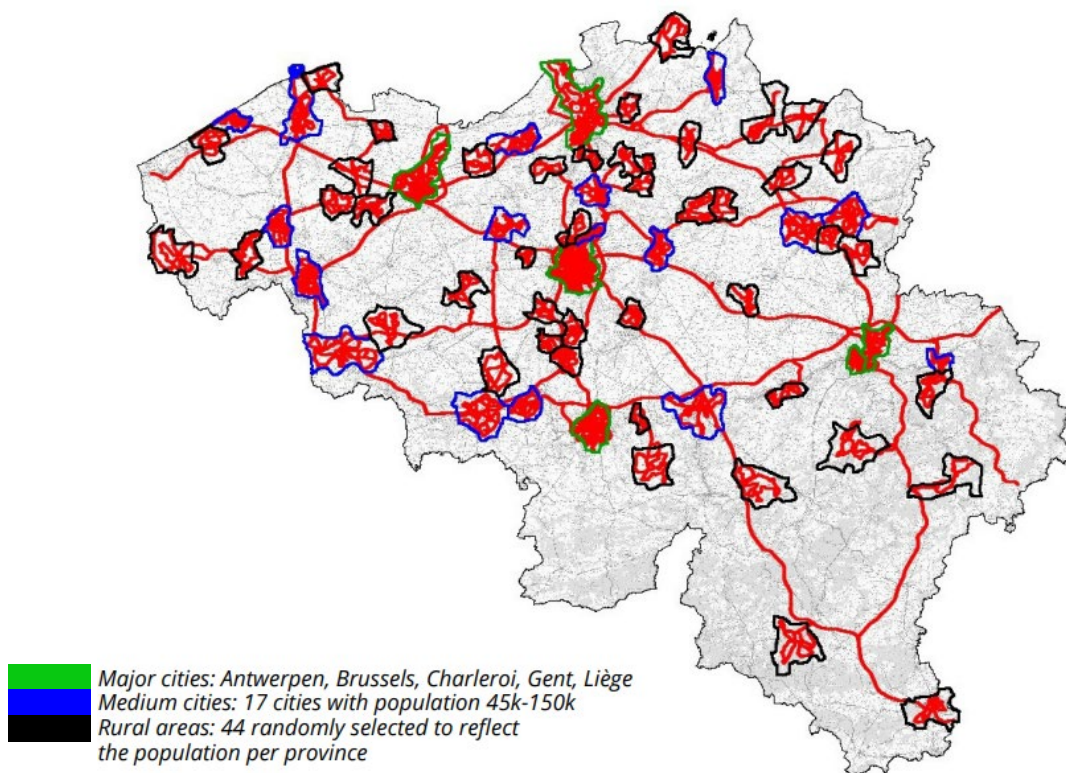 Major cities: Antwerpen, Brussels, Charleroi, Gent, Liège
Medium cities: 17 cities with population 45k-150k
Rural areas: 44 randomly selected to reflect
the population per province